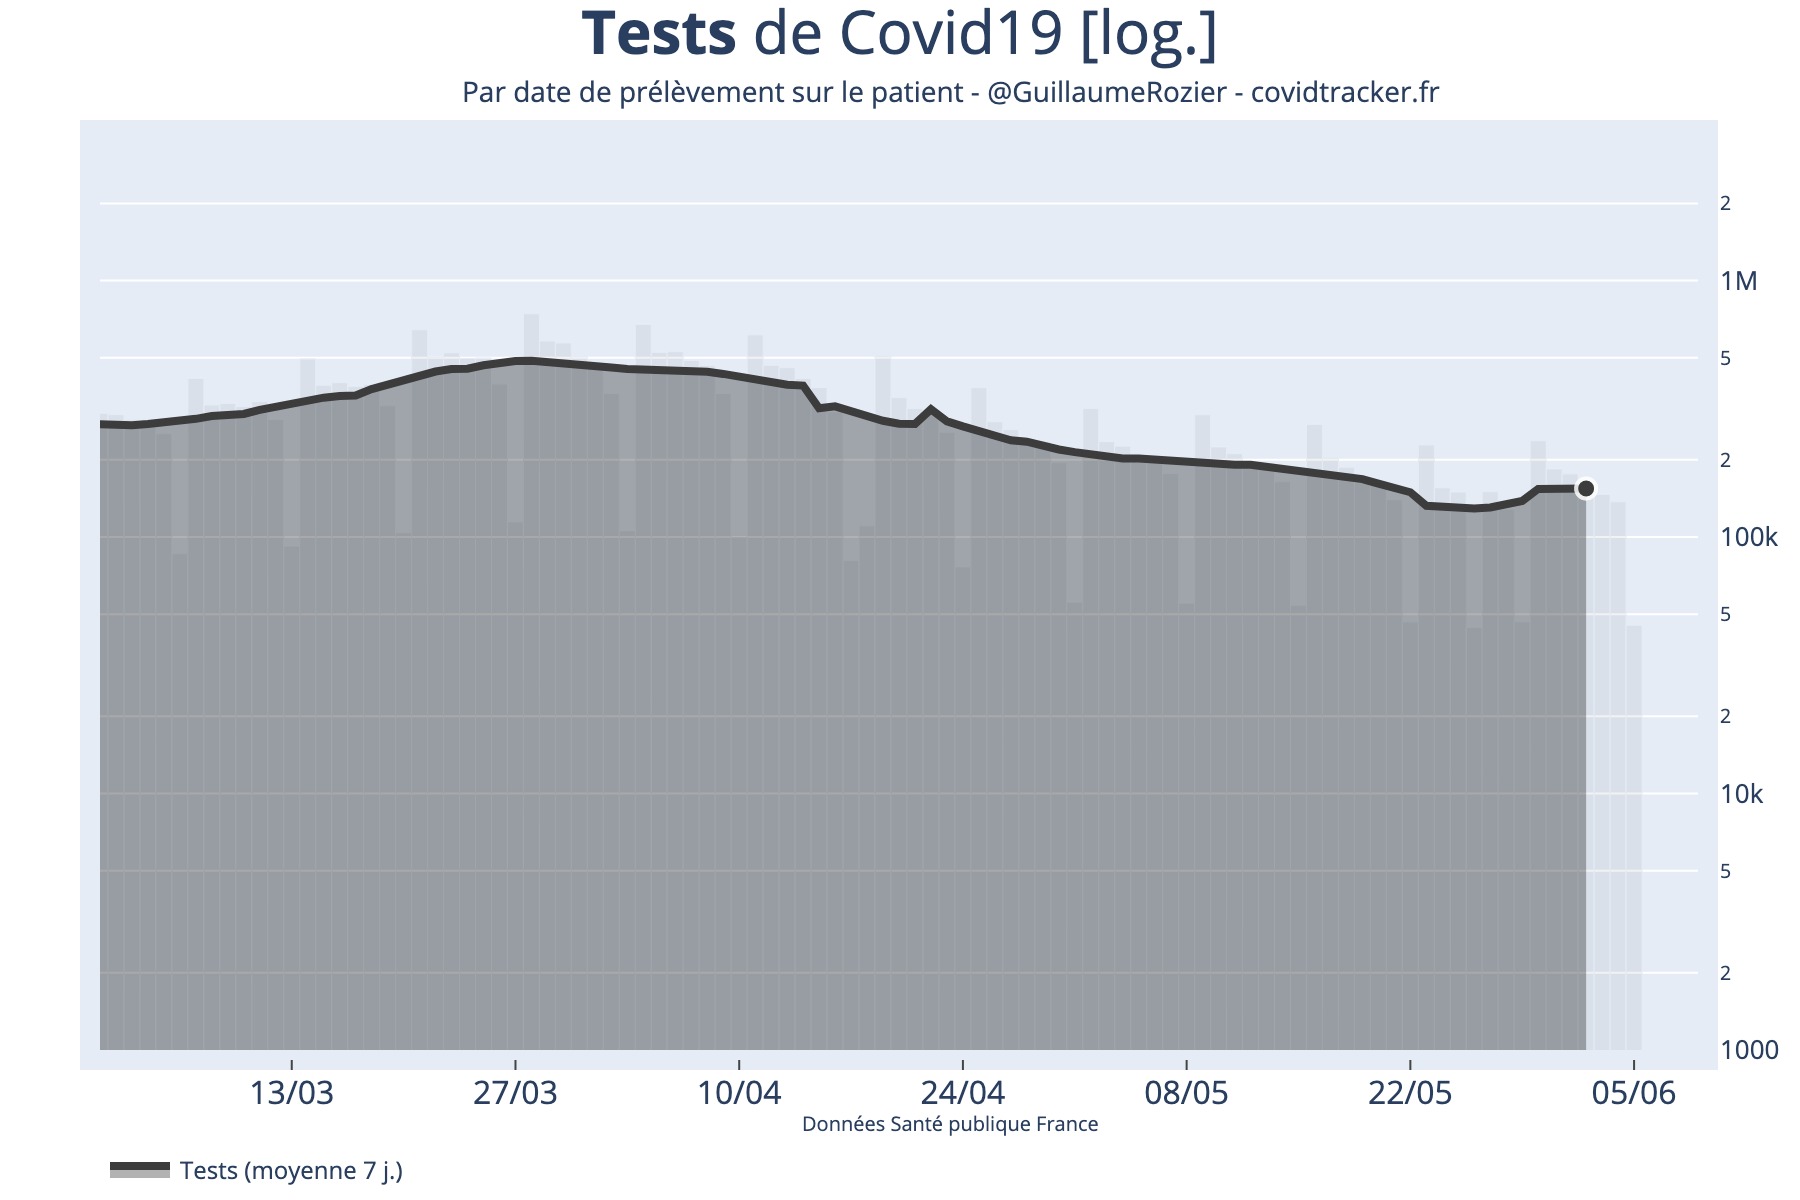 Tests de Covid19 [log.]
Par date de prélèvement sur le patient - @GuillaumeRozier - covidtracker.fr
2
1M
5
2
100k
5
2
10k
5
2
1000
13/03 27/03 10/04 24/04 08/05 22/05 05/06
Données Santé publique France
Tests (moyenne 7 j.)